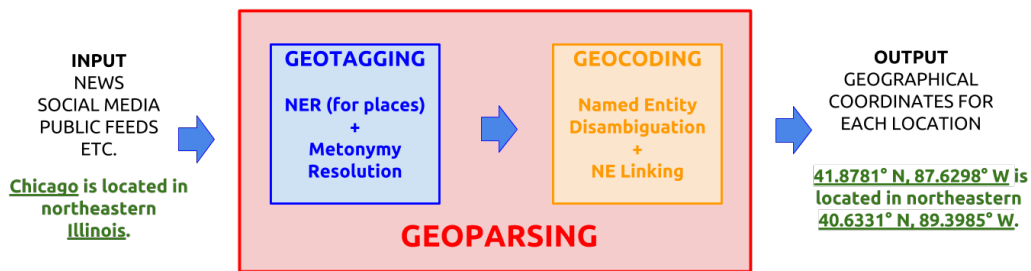 INPUT
NEWS
SOCIAL MEDIA
PUBLIC FEEDS
ETC.
Chicago is located in
northeastern
Illinois.
GEOTAGGING
NER (for places)
+
Metonymy
Resolution
GEOCODING
Named Entity
Disambiguation
+
NE Linking
GEOPARSING
OUTPUT
GEOGRAPHICAL
COORDINATES FOR
EACH LOCATION
41.8781° N, 87.6298° W is
located in northeastern
40.6331° N, 89.3985° W.